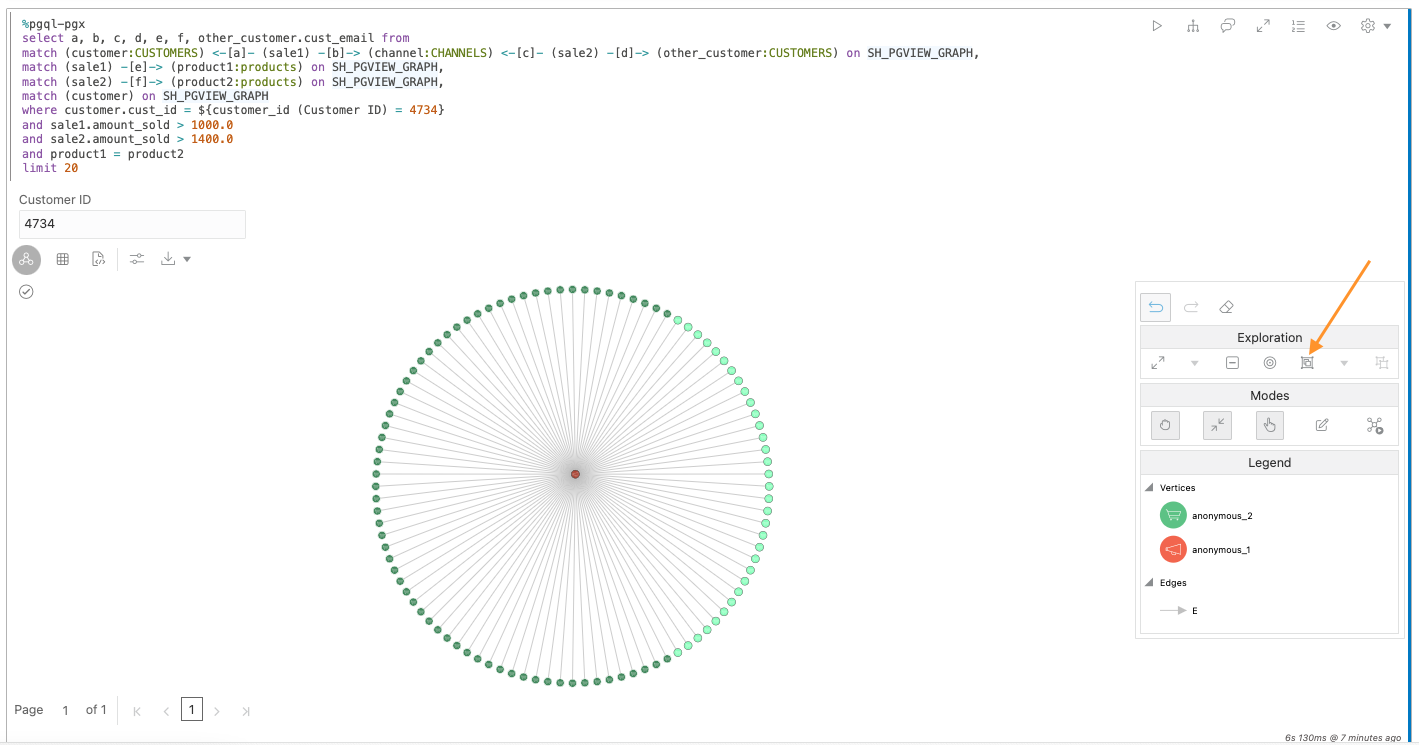 %pgql-pgx
select a, b, c, d, e, f, other_customer.cust_email from
match (customer:CUSTOMERS) <-[a]- (sale1) -[b]-> (channel:CHANNELS) <-[c]- (sale2) -[d]-> (other_customer:CUSTOMERS) on SH_PGVIEW_GRAPH,
match (sale1) -[e]-> (product1:products) on SH_PGVIEW_GRAPH,
match (sale2) -[f]-> (product2:products) on SH_PGVIEW_GRAPH,
match (customer) on SH_PGVIEW_GRAPH
where customer.cust_id = ${customer_id (Customer ID) = 4734}
and sale1.amount_sold > 1000.0
and sale2.amount_sold > 1400.0
and product1 = product2
limit 20
Customer ID
4734
Exploration
Modes
Legend
Vertices
anonymous_2
anonymous_1
Edges
E
Page 1 of 1 1
6s 130ms @ 7 minutes ago